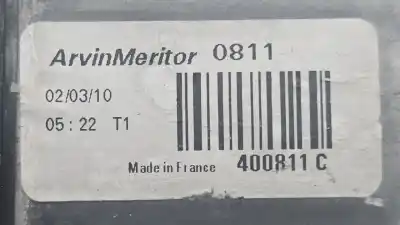 ArvinMeritor 0811
02/03/10
05:22 T1
Made in France 400811 C